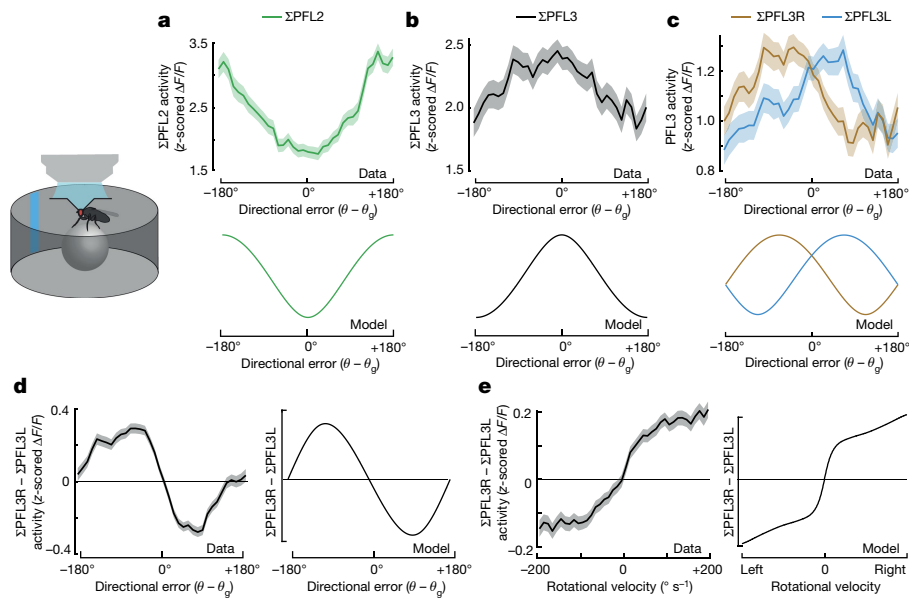 a
ΣPFL2
ΣPFL2 activity
(z-scored ΔF/F)
3.5
2.5
1.5
Data
−180° 0° +180°
Directional error (θ − θg)
Model
−180° 0° +180°
Directional error (θ − θg)
b
ΣPFL3
ΣPFL3 activity
(z-scored ΔF/F)
2.5
2.0
1.5
Data
−180° 0° +180°
Directional error (θ − θg)
Model
−180° 0° +180°
Directional error (θ − θg)
c
ΣPFL3R ΣPFL3L
PFL3 activity
(z-scored ΔF/F)
1.2
1.0
0.8
Data
−180° 0° +180°
Directional error (θ − θg)
Model
−180° 0° +180°
Directional error (θ − θg)
d
ΣPFL3R − ΣPFL3L
activity (z-scored ΔF/F)
0.4
0
−0.4
Data
−180° 0° +180°
Directional error (θ − θg)
ΣPFL3R − ΣPFL3L
Model
−180° 0° +180°
Directional error (θ − θg)
e
ΣPFL3R − ΣPFL3L
activity (z-scored ΔF/F)
0.2
0
−0.2
Data
−200 0 +200
Rotational velocity (° s−1)
ΣPFL3R − ΣPFL3L
Model
Left 0 Right
Rotational velocity